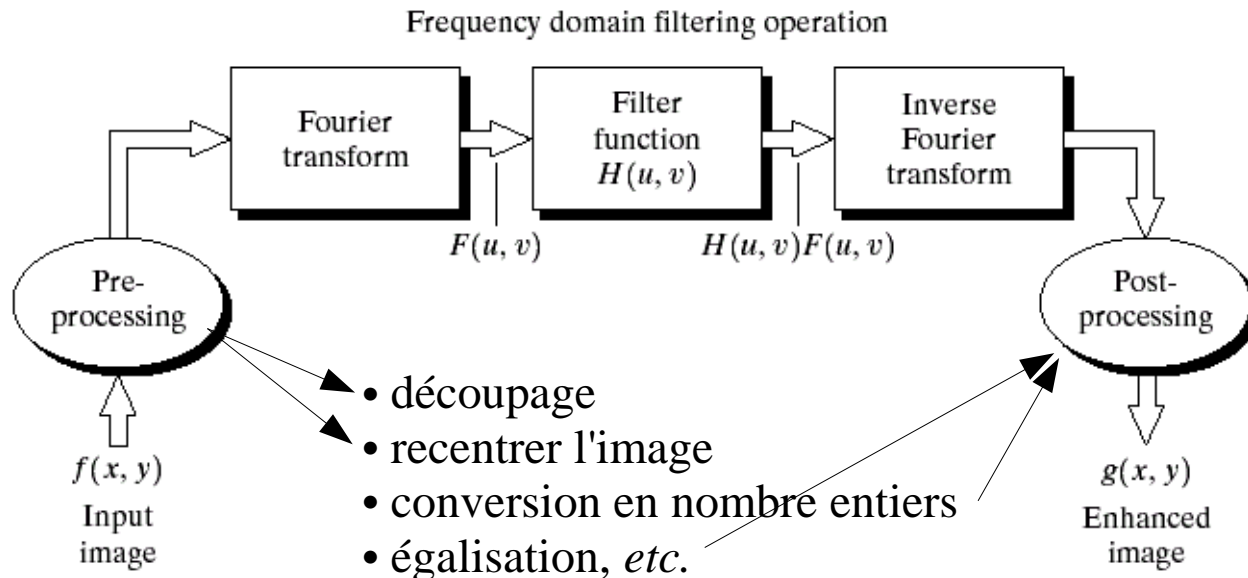 Frequency domain filtering operation
Fourier
transform
Filter
function
H(u, v)
Inverse
Fourier
transform
F(u, v)
H(u, v)F(u, v)
Pre-
processing
Post-
processing
• découpage
• recentrer l'image
• conversion en nombre entiers
• égalisation, etc.
f(x, y)
Input
image
g(x, y)
Enhanced
image